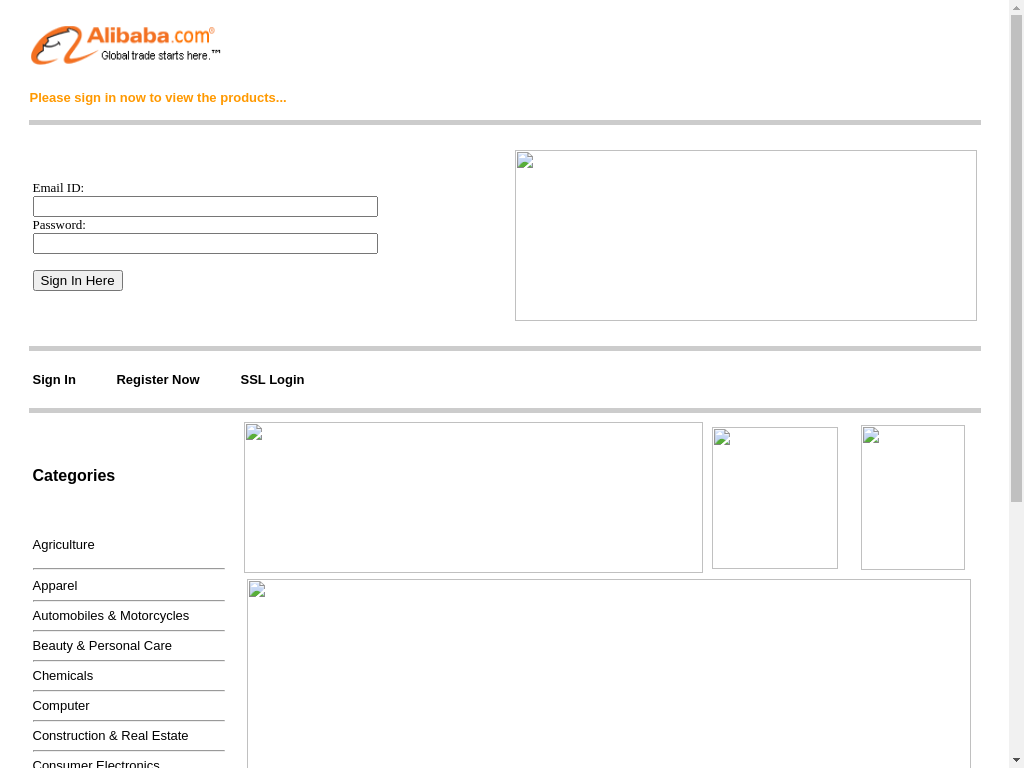 Alibaba.com®
Global trade starts here.™
Please sign in now to view the products...
Email ID:
Password:
Sign In Here
Sign In Register Now SSL Login
Categories
Agriculture
Apparel
Automobiles & Motorcycles
Beauty & Personal Care
Chemicals
Computer
Construction & Real Estate
Consumer Electronics